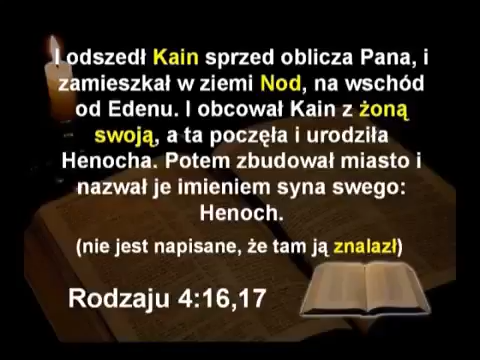 I odszedł Kain sprzed oblicza Pana, i
zamieszkał w ziemi Nod, na wschód
od Edenu. I obcował Kain z żoną
swoją, a ta poczęła i urodziła
Henocha. Potem zbudował miasto i
nazwał je imieniem syna swego:
Henoch.
(nie jest napisane, że tam ją znalazł)
Rodzaju 4:16,17